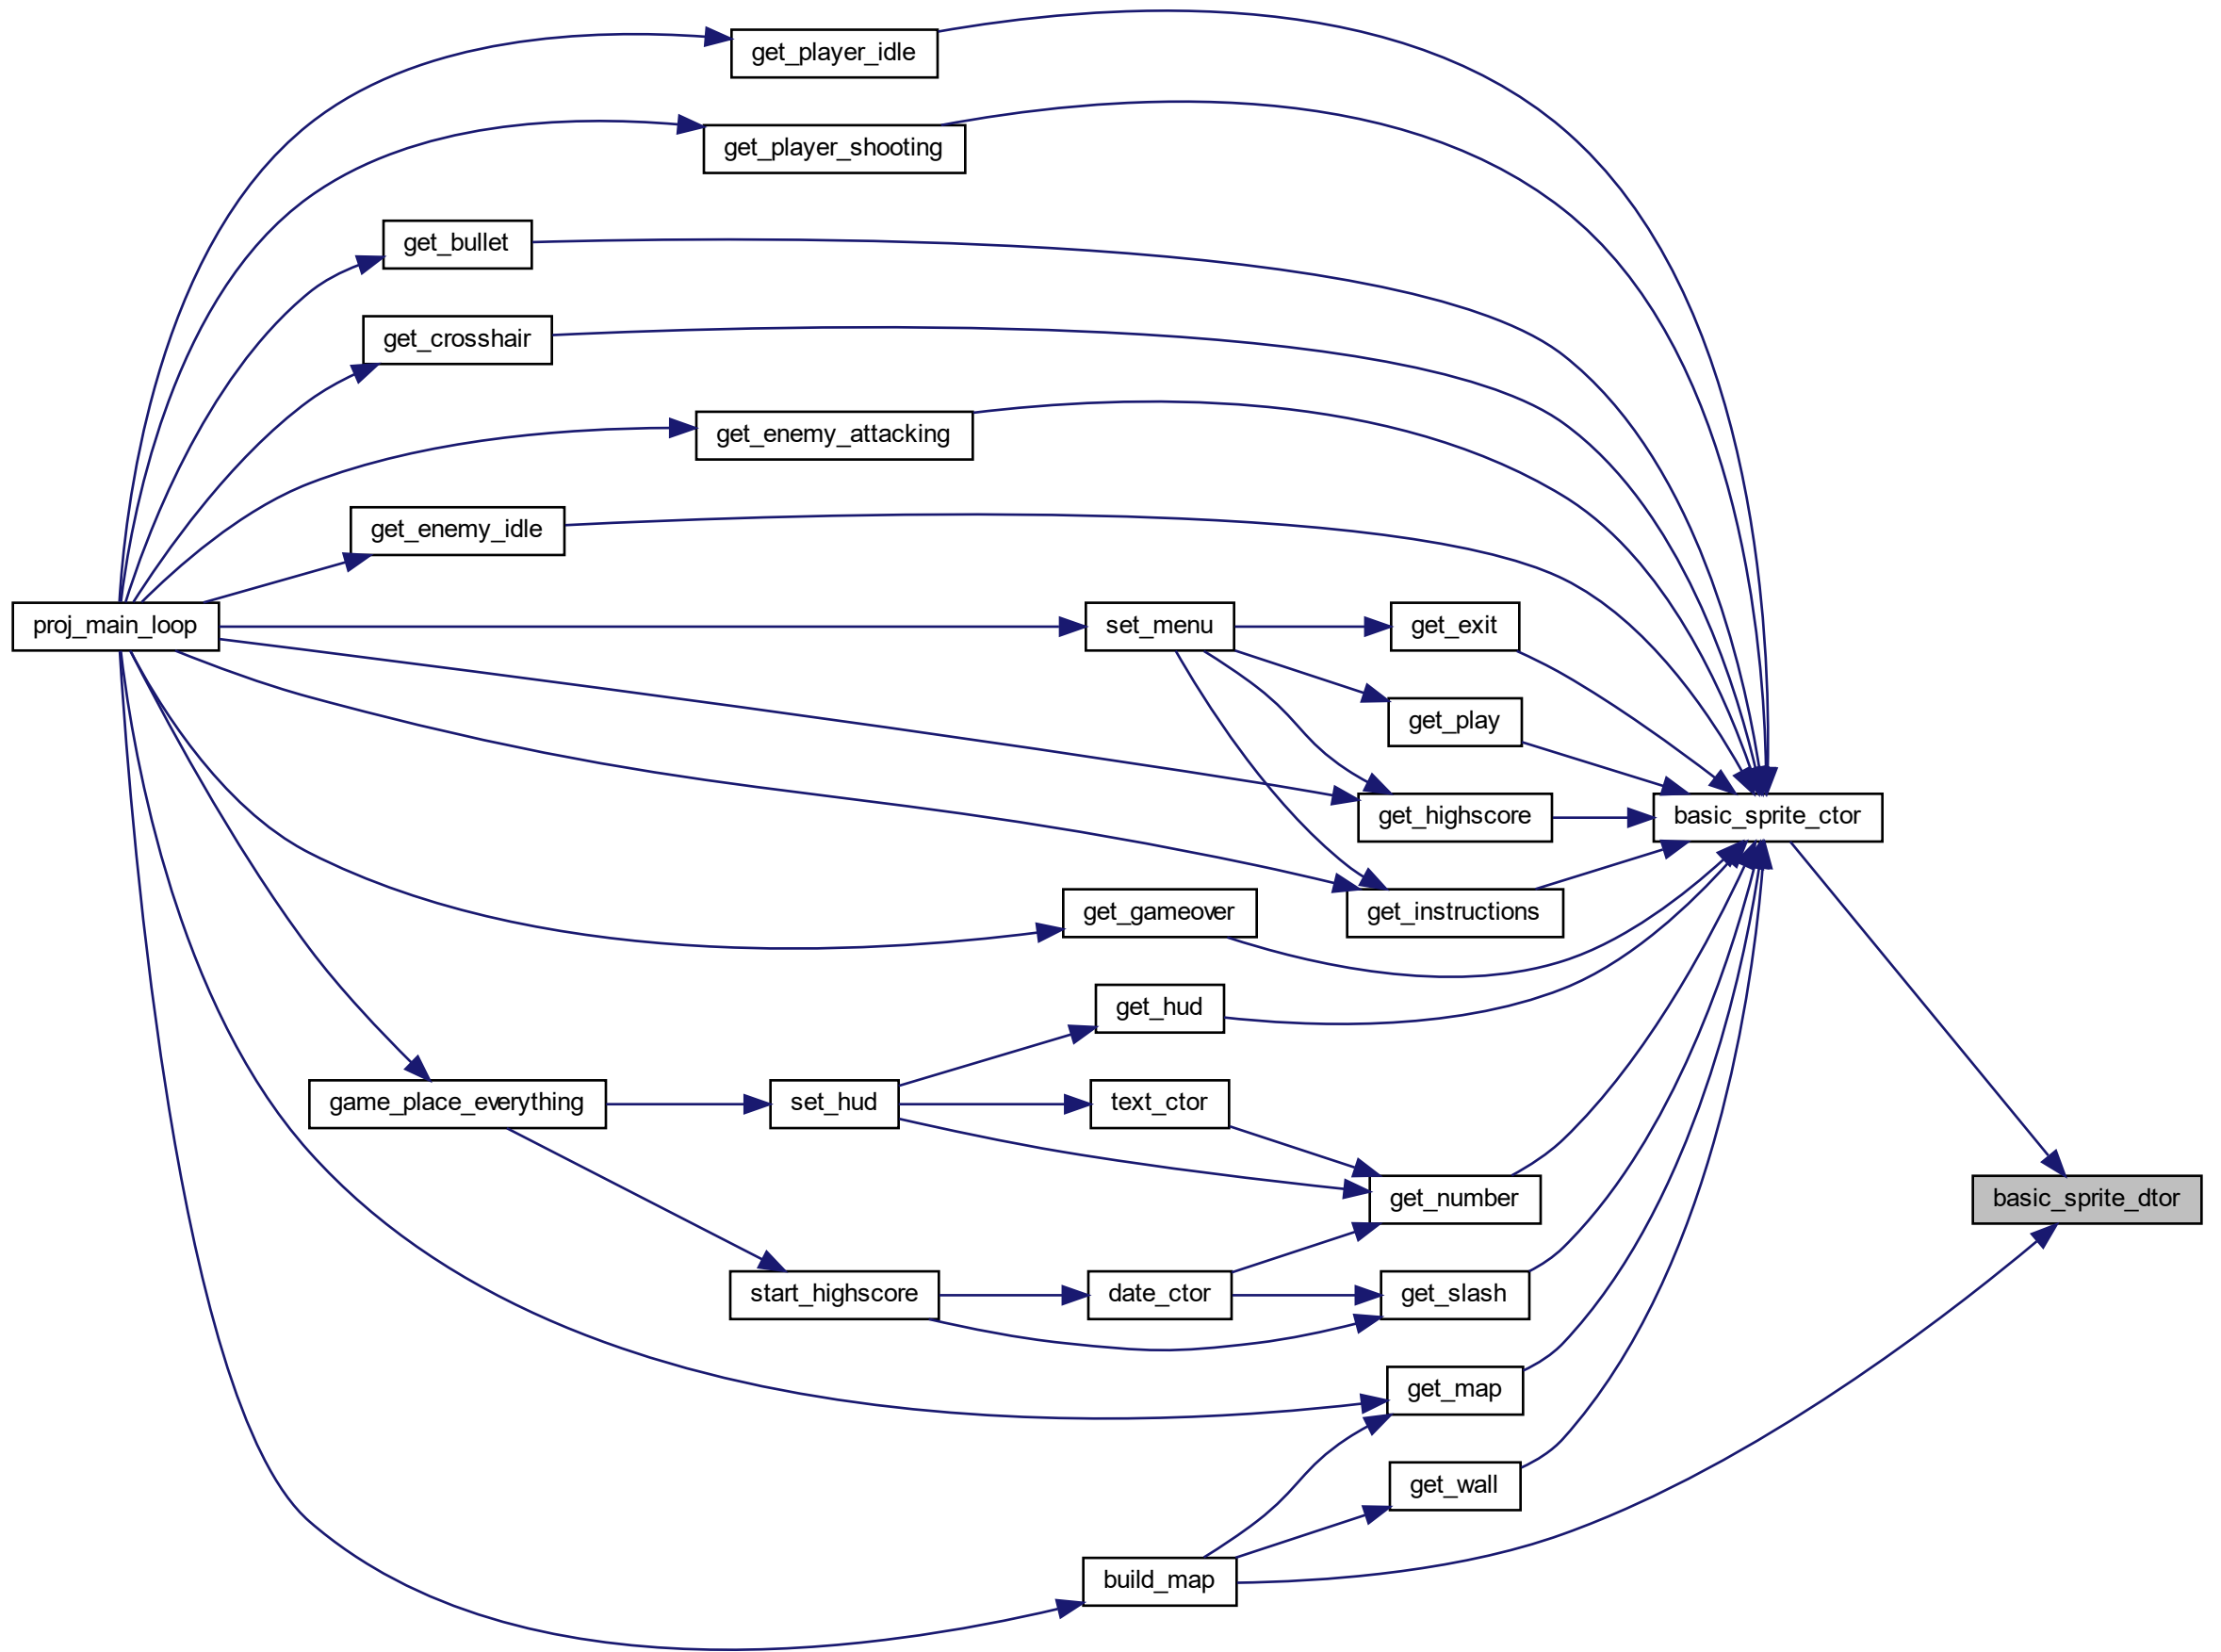 get_player_idle
get_player_shooting
get_bullet
get_crosshair
get_enemy_attacking
get_enemy_idle
proj_main_loop
set_menu
get_exit
get_play
get_highscore
basic_sprite_ctor
get_gameover
get_instructions
get_hud
game_place_everything
set_hud
text_ctor
get_number
basic_sprite_dtor
start_highscore
date_ctor
get_slash
get_map
get_wall
build_map